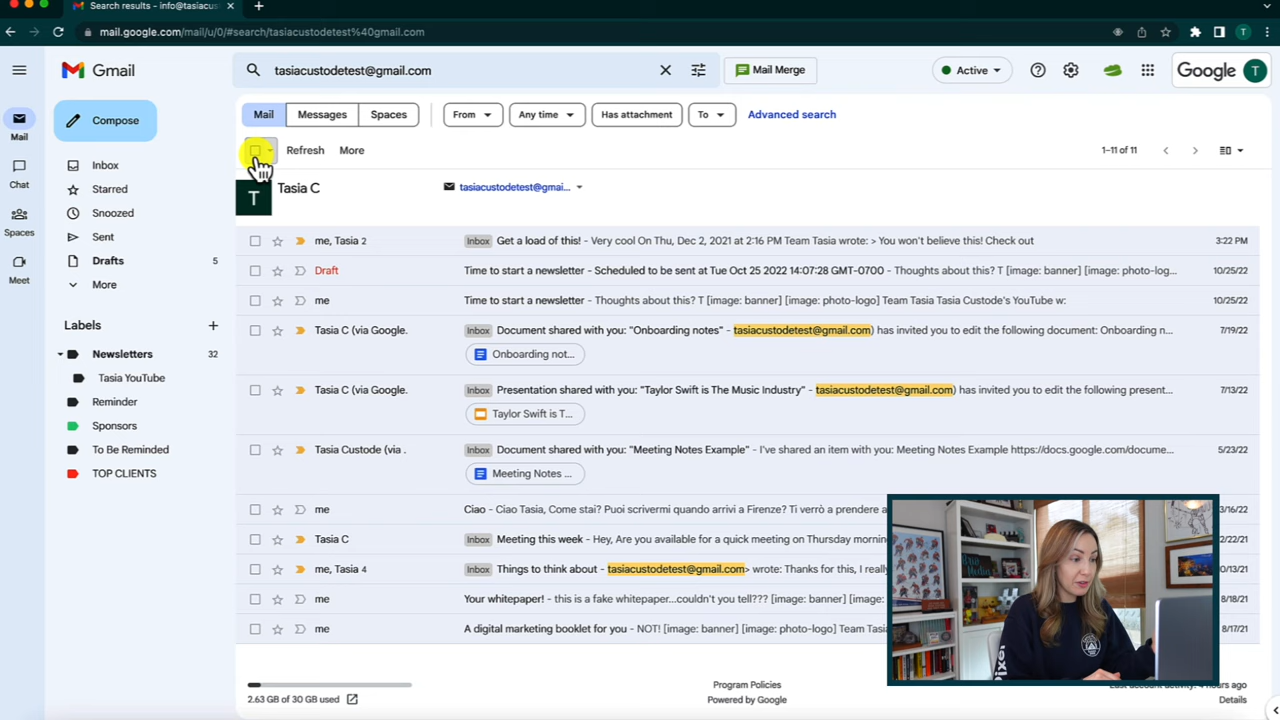 Search results - info@tasiacus
mail.google.com/mail/u/0/#search/tasiacustodetest%40gmail.com
T
Gmail
tasiacustodetest@gmail.com
Mail Merge
Active
Google T
Mail
Chat
Spaces
Meet
Compose
Inbox
Starred
Snoozed
Sent
Drafts 5
More
Labels
Newsletters 32
Tasia YouTube
Reminder
Sponsors
To Be Reminded
TOP CLIENTS
Mail Messages Spaces From Any time Has attachment To Advanced search
Refresh More 1–11 of 11
T Tasia C tasiacustodetest@gmai...
me, Tasia 2 Inbox Get a load of this! - Very cool On Thu, Dec 2, 2021 at 2:16 PM Team Tasia wrote: > You won't believe this! Check out 3:22 PM
Draft Time to start a newsletter - Scheduled to be sent at Tue Oct 25 2022 14:07:28 GMT-0700 - Thoughts about this? T [image: banner] [image: photo-log... 10/25/22
me Time to start a newsletter - Thoughts about this? T [image: banner] [image: photo-logo] Team Tasia Tasia Custode's YouTube w: 10/25/22
Tasia C (via Google. Inbox Document shared with you: "Onboarding notes" - tasiacustodetest@gmail.com) has invited you to edit the following document: Onboarding n... 7/19/22
Onboarding not...
Tasia C (via Google. Inbox Presentation shared with you: "Taylor Swift is The Music Industry" - tasiacustodetest@gmail.com) has invited you to edit the following present... 7/13/22
Taylor Swift is T...
Tasia Custode (via . Inbox Document shared with you: "Meeting Notes Example" - I've shared an item with you: Meeting Notes Example https://docs.google.com/docume... 5/23/22
Meeting Notes ...
me Ciao - Ciao Tasia, Come stai? Puoi scrivermi quando arrivi a Firenze? Ti verrò a prendere a 3/16/22
Tasia C Inbox Meeting this week - Hey, Are you available for a quick meeting on Thursday mornin 2/22/21
me, Tasia 4 Inbox Things to think about - tasiacustodetest@gmail.com> wrote: Thanks for this, I reall 0/13/21
me Your whitepaper! - this is a fake whitepaper...couldn't you tell??? [image: banner] [image: 8/18/21
me A digital marketing booklet for you - NOT! [image: banner] [image: photo-logo] Team Tasia 8/17/21
2.63 GB of 30 GB used
Program Policies
Powered by Google
Last account activity: 4 hours ago
Details